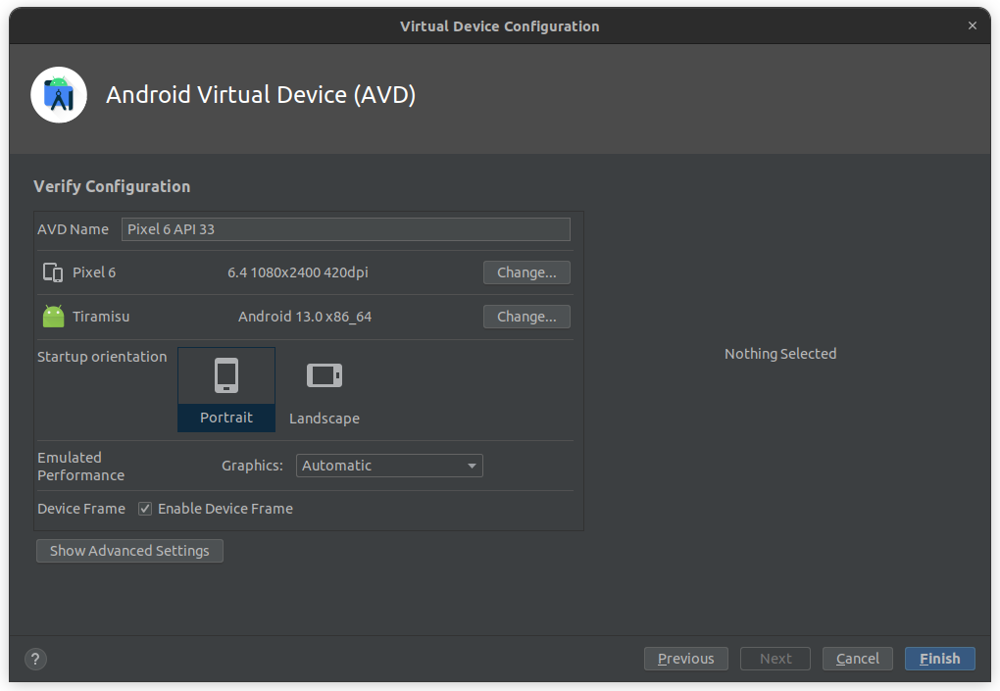 Virtual Device Configuration
Android Virtual Device (AVD)
Verify Configuration
AVD Name Pixel 6 API 33
Pixel 6 6.4 1080x2400 420dpi Change...
Tiramisu Android 13.0 x86_64 Change...
Startup orientation
Portrait Landscape
Nothing Selected
Emulated
Performance
Graphics: Automatic
Device Frame Enable Device Frame
Show Advanced Settings
? Previous Next Cancel Finish